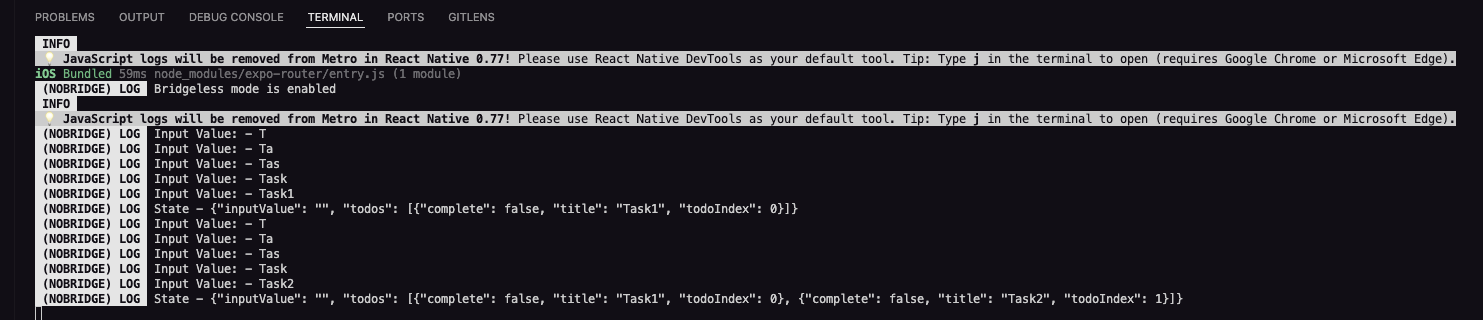 PROBLEMS OUTPUT DEBUG CONSOLE TERMINAL PORTS GITLENS
INFO
💡 JavaScript logs will be removed from Metro in React Native 0.77! Please use React Native DevTools as your default tool. Tip: Type j in the terminal to open (requires Google Chrome or Microsoft Edge).
iOS Bundled 59ms node_modules/expo-router/entry.js (1 module)
(NOBRIDGE) LOG Bridgeless mode is enabled
INFO
💡 JavaScript logs will be removed from Metro in React Native 0.77! Please use React Native DevTools as your default tool. Tip: Type j in the terminal to open (requires Google Chrome or Microsoft Edge).
(NOBRIDGE) LOG Input Value: – T
(NOBRIDGE) LOG Input Value: – Ta
(NOBRIDGE) LOG Input Value: – Tas
(NOBRIDGE) LOG Input Value: – Task
(NOBRIDGE) LOG Input Value: – Task1
(NOBRIDGE) LOG State – {"inputValue": "", "todos": [{"complete": false, "title": "Task1", "todoIndex": 0}]}
(NOBRIDGE) LOG Input Value: – T
(NOBRIDGE) LOG Input Value: – Ta
(NOBRIDGE) LOG Input Value: – Tas
(NOBRIDGE) LOG Input Value: – Task
(NOBRIDGE) LOG Input Value: – Task2
(NOBRIDGE) LOG State – {"inputValue": "", "todos": [{"complete": false, "title": "Task1", "todoIndex": 0}, {"complete": false, "title": "Task2", "todoIndex": 1}]}